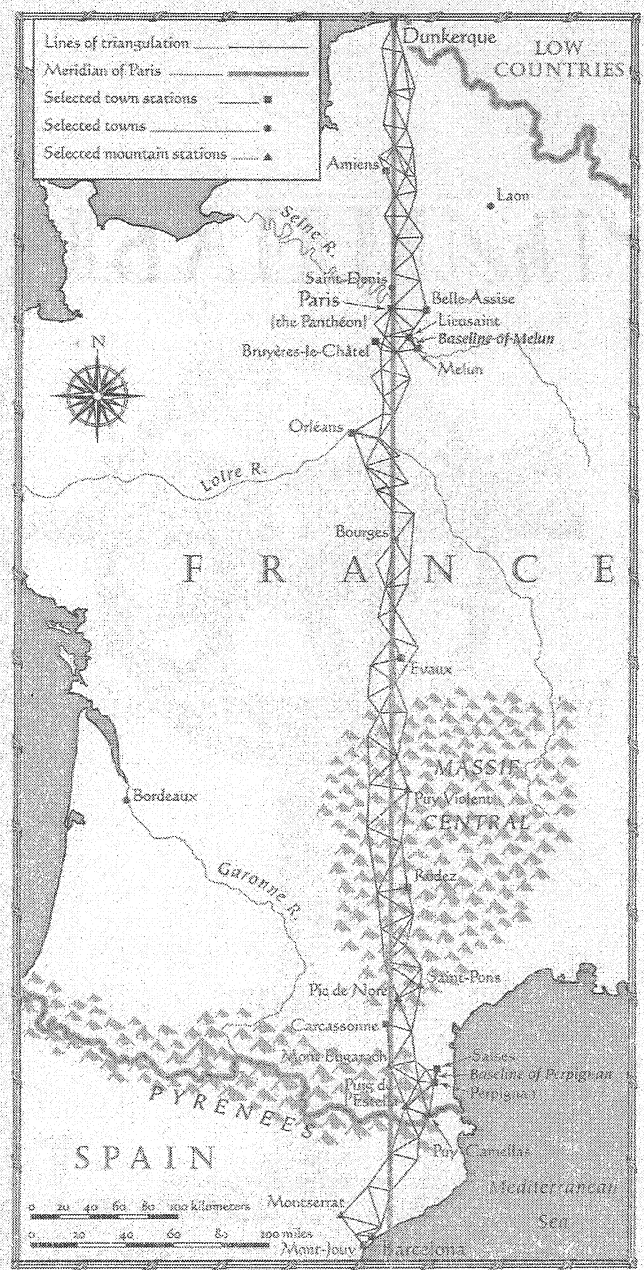 Lines of triangulation
Meridian of Paris
Selected town stations
Selected towns
Selected mountain stations
Dunkerque
LOW
COUNTRIES
Amiens
Laon
Seine R.
Saint-Denis
Paris
(the Panthéon)
Belle-Assise
Lieusaint
Baseline of Melun
Bruyères-le-Châtel
Melun
N
Orléans
Loire R.
Bourges
FRANCE
Evaux
MASSIF
Puy Violent
Bordeaux
CENTRAL
Garonne R.
Rodez
Saint-Pons
Pic de Nore
Carcassonne
Mont Bugarach
Salses
Baseline of Perpignan
Puig de
Estella
Perpignan
PYRENEES
Puy Camellas
SPAIN
Mediterranean
Sea
Montserrat
0 20 40 60 80 100 kilometers
0 20 40 60 80 200 miles
Mont-Jouy
Barcelona